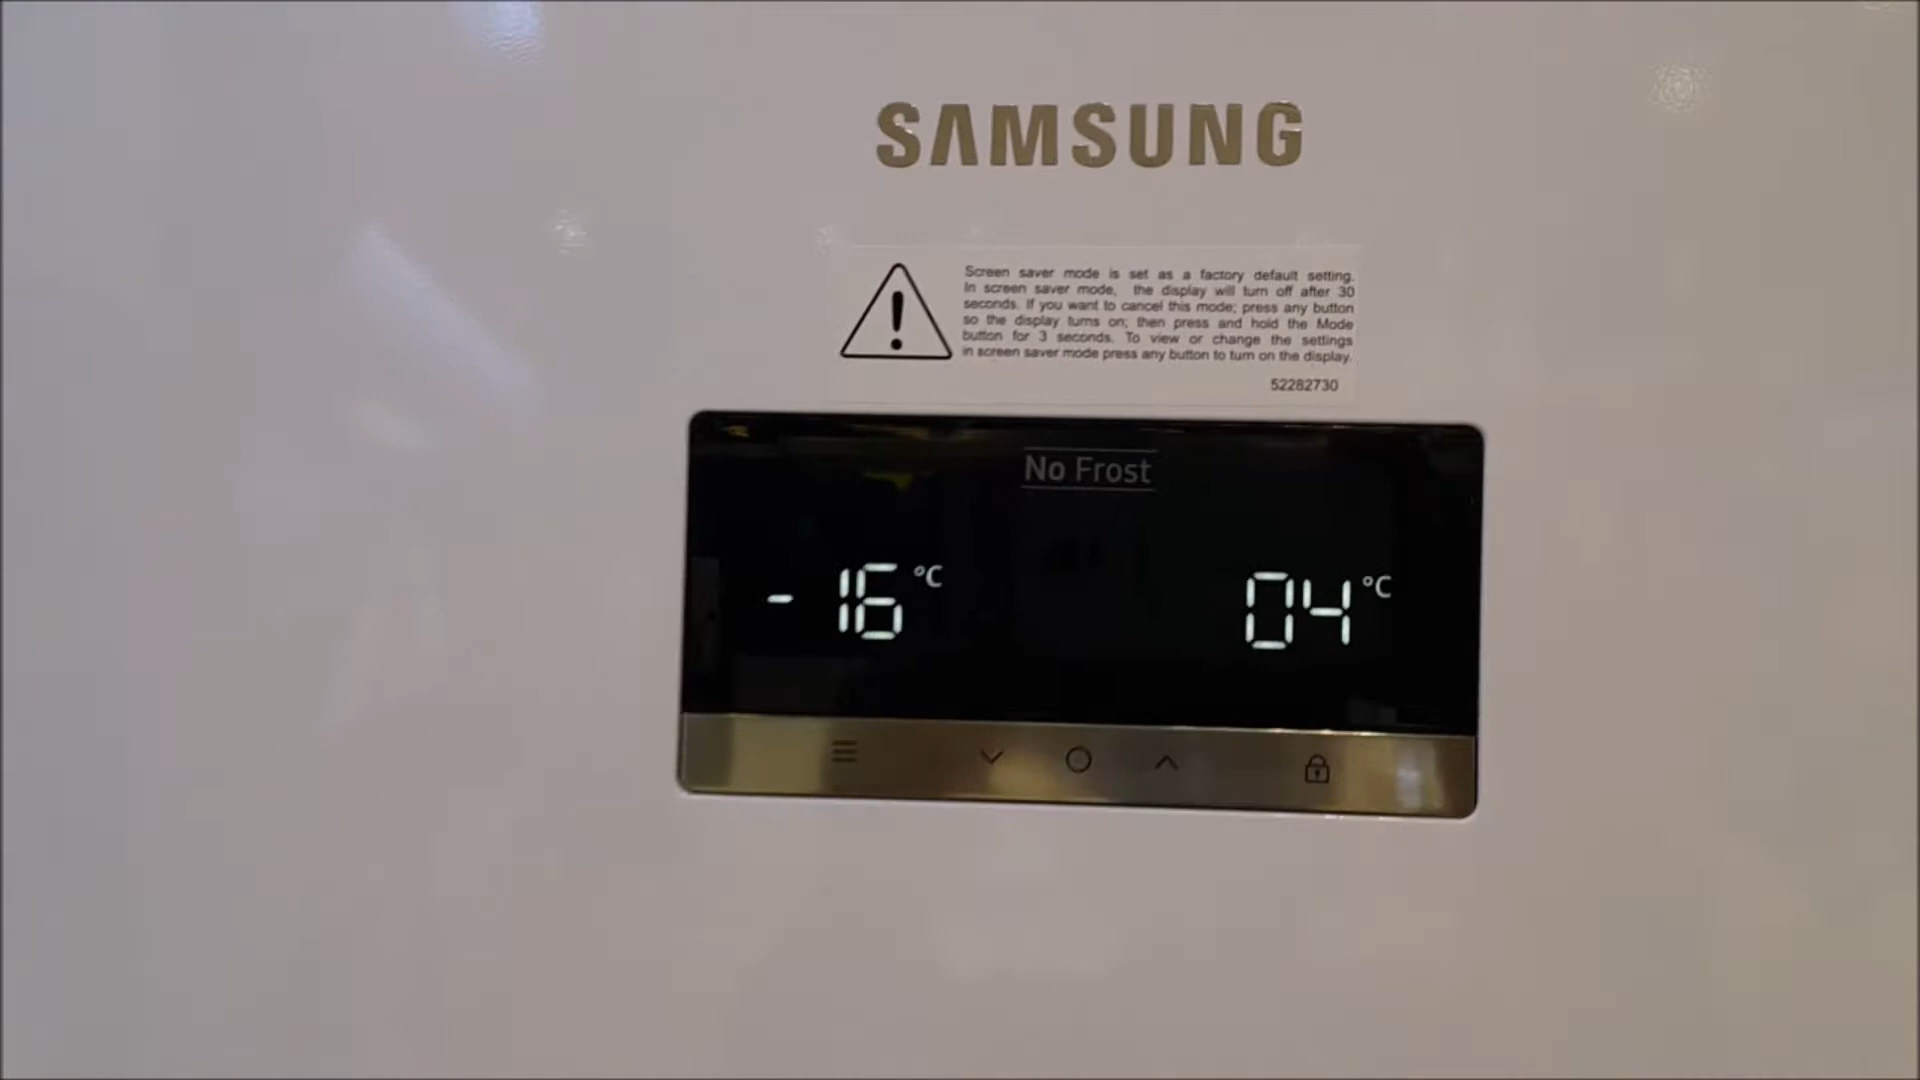 SAMSUNG
Screen saver mode is set as a factory default setting.
In screen saver mode, the display will turn off after 30
seconds. If you want to cancel this mode; press any button
so the display turns on; then press and hold the Mode
button for 3 seconds. To view or change the settings
in screen saver mode press any button to turn on the display.
52282730
No Frost
- 16 °C 04 °C